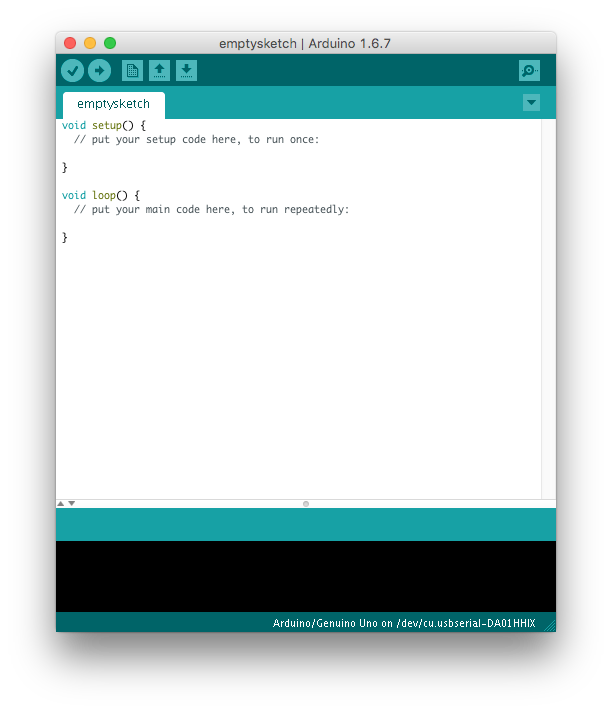 emptysketch | Arduino 1.6.7
emptysketch
void setup() {
  // put your setup code here, to run once:
}
void loop() {
  // put your main code here, to run repeatedly:
}
Arduino/Genuino Uno on /dev/cu.usbserial-DA01HHIX